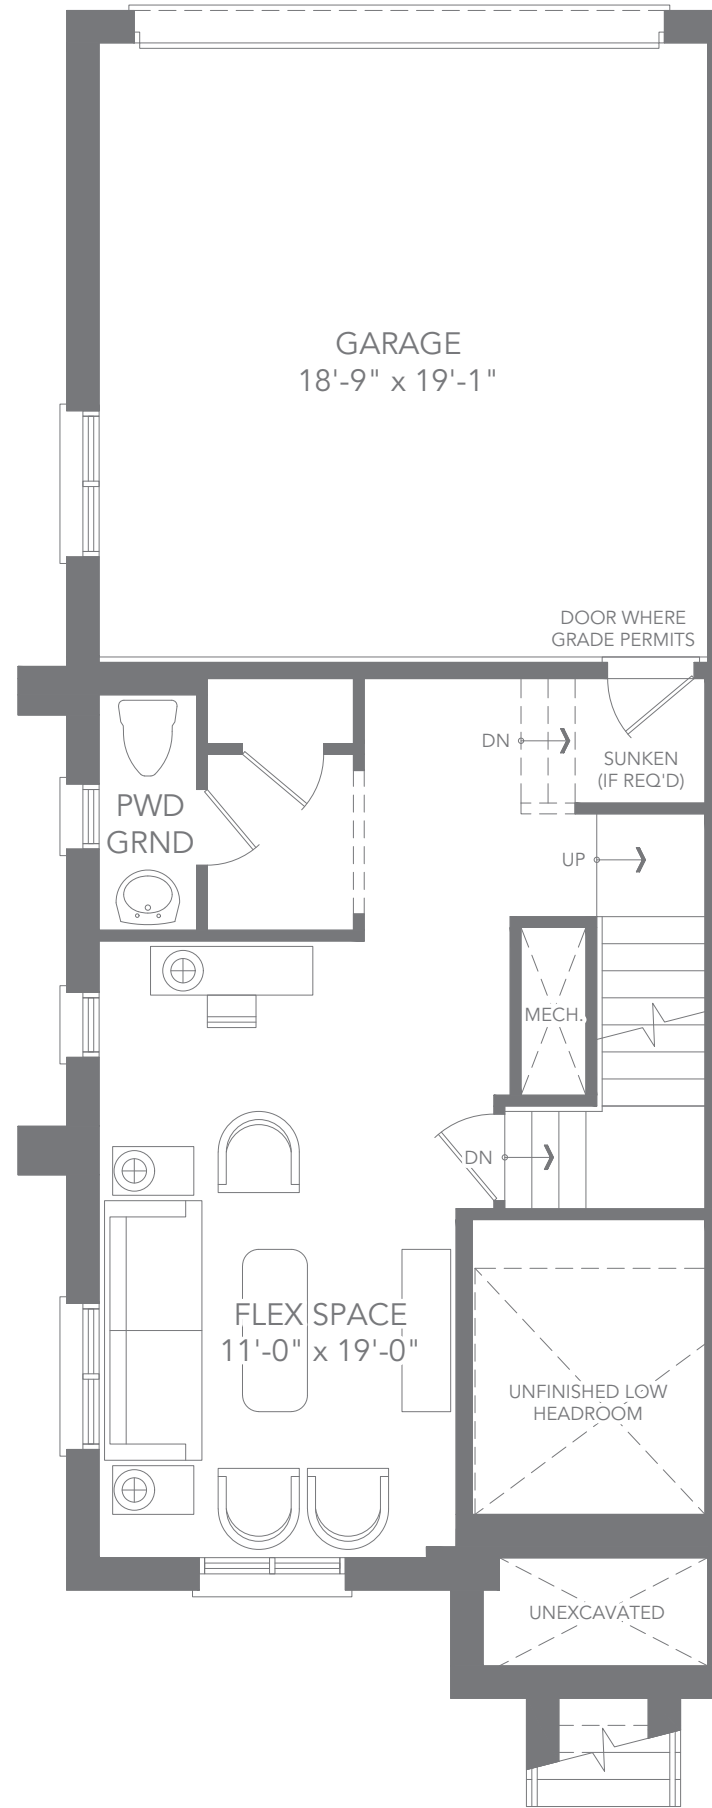 GARAGE
18'-9" x 19'-1"
DOOR WHERE
GRADE PERMITS
DN
SUNKEN
(IF REQ'D)
PWD
GRND
UP
MECH.
DN
FLEX SPACE
11'-0" x 19'-0"
UNFINISHED LOW
HEADROOM
UNEXCAVATED